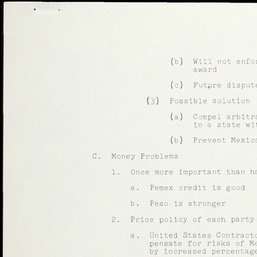 (b) Will not enfo
award
(c) Future dispute
(3) Possible solution
(a) Compel arbitr
in a state wit
(b) Prevent Mexic
C. Money Problems
1. Once more important than ha
a. Pemex credit is good
b. Peso is stronger
2. Price policy of each party
a. United States Contracto
pensate for risks of Me
by increased percentage